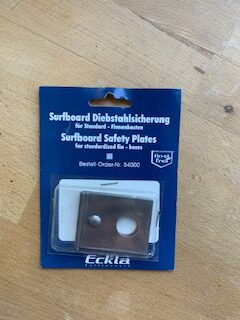 Surfboard Diebstahlsicherung
für Standard - Finnenkasten
Surfboard Safety Plates
for standardized fin - boxes
Bestell-Order-Nr. 54000
Eckla